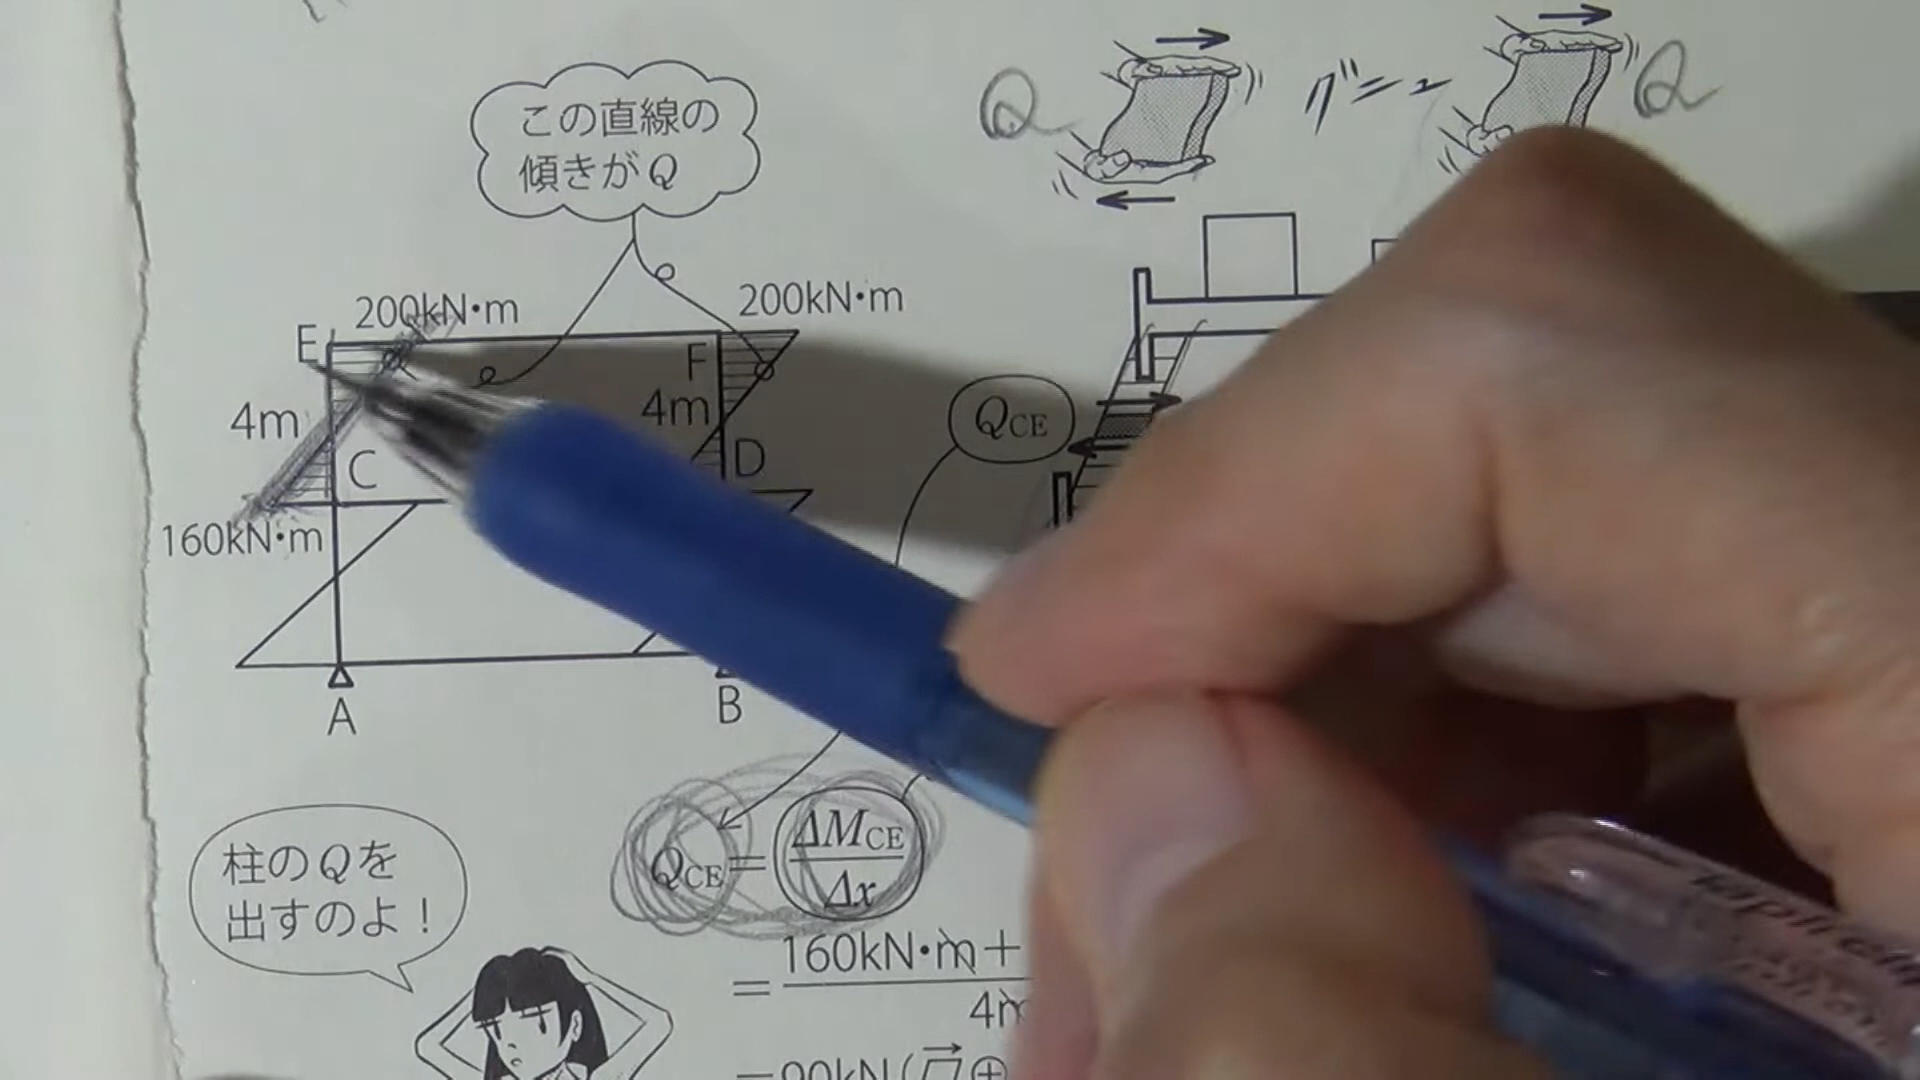 この直線の
傾きがQ
Q
Q
200kN・m
200kN・m
E
F
4m
4m
QCE
C
D
160kN・m
A
B
柱のQを
出すのよ！
QCE = ΔMCE / Δx
= 160kN・m +
4m
= 90kN (